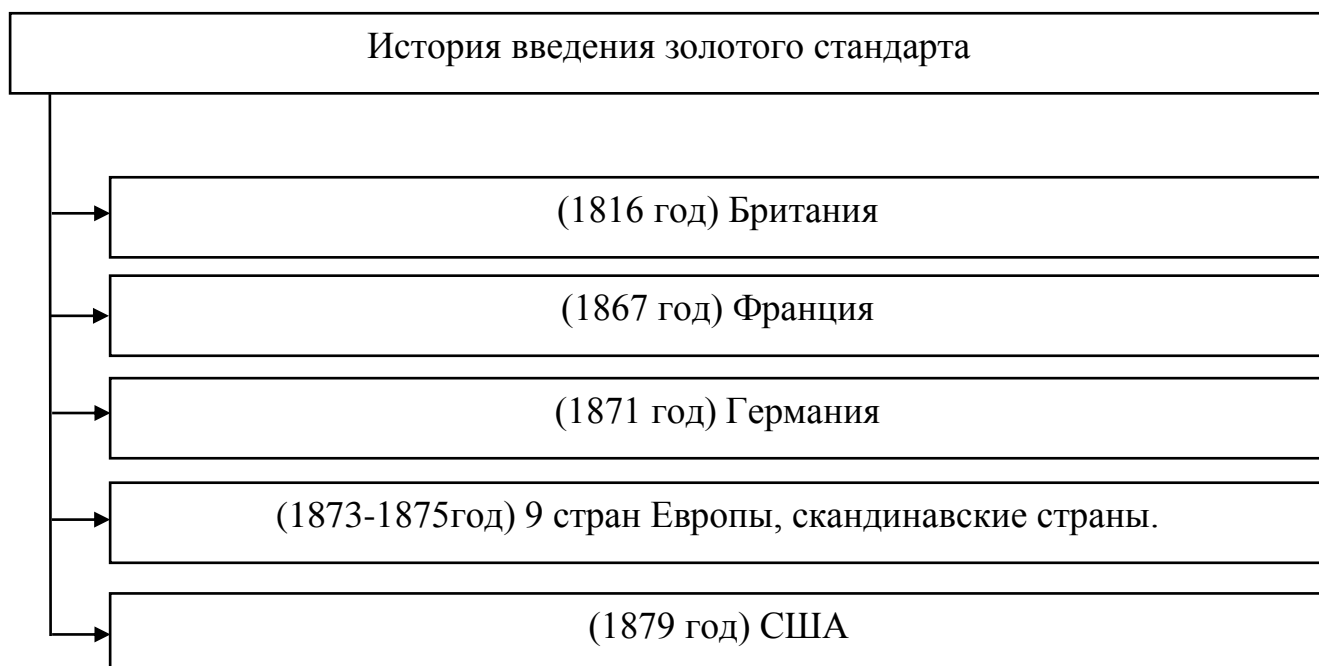 История введения золотого стандарта
(1816 год) Британия
(1867 год) Франция
(1871 год) Германия
(1873-1875год) 9 стран Европы, скандинавские страны.
(1879 год) США